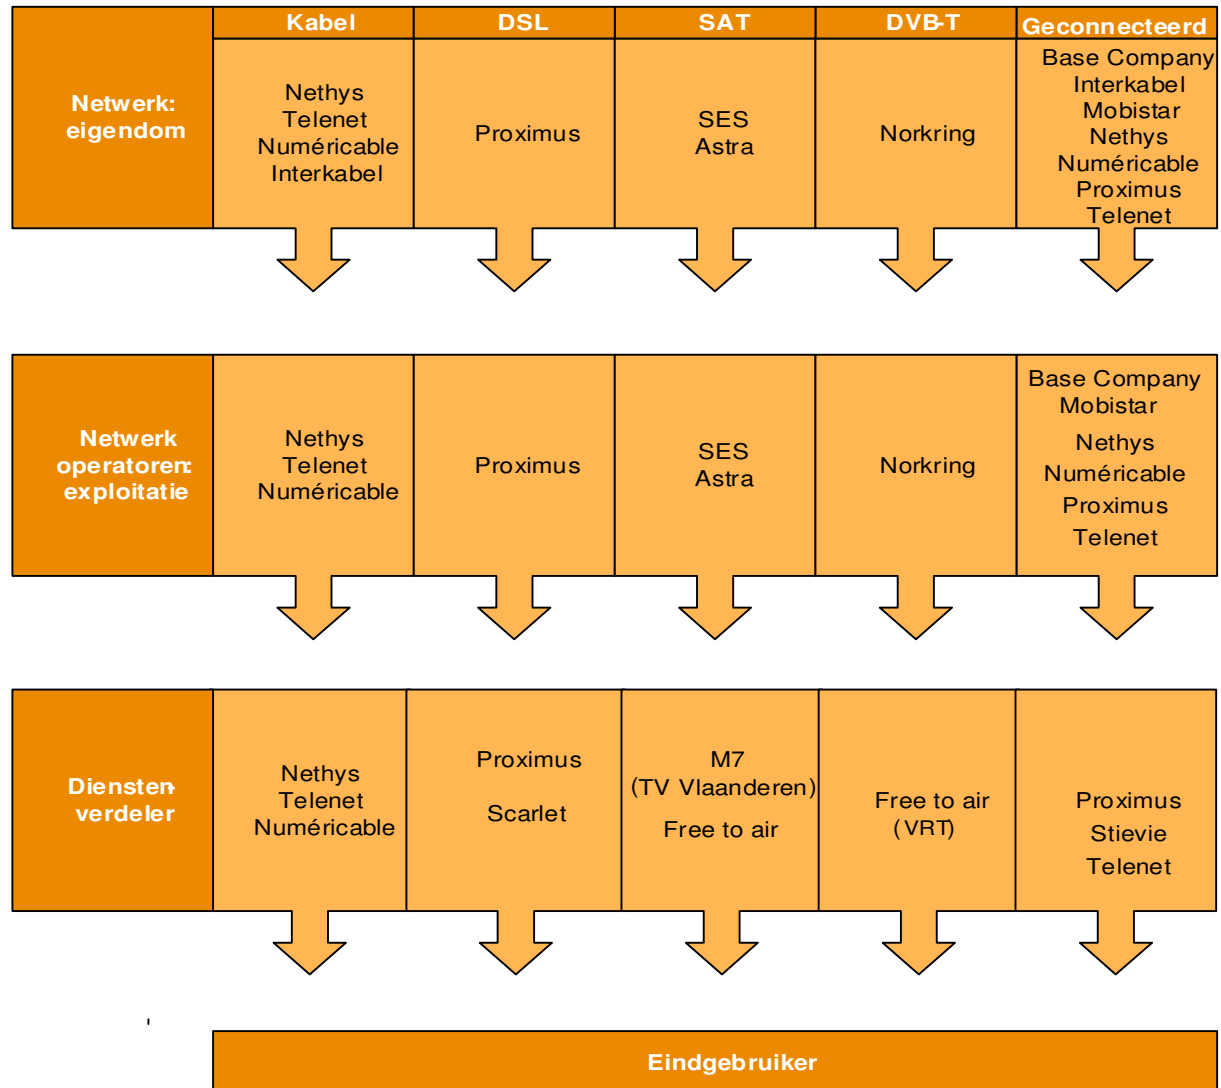 Kabel
DSL
SAT
DVB-T
Geconnecteerd
Netwerk:
eigendom
Nethys
Telenet
Numéricable
Interkabel
Proximus
SES
Astra
Norkring
Base Company
Interkabel
Mobistar
Nethys
Numéricable
Proximus
Telenet
Netwerk
operatoren:
exploitatie
Nethys
Telenet
Numéricable
Proximus
SES
Astra
Norkring
Base Company
Mobistar
Nethys
Numéricable
Proximus
Telenet
Diensten-
verdeler
Nethys
Telenet
Numéricable
Proximus
Scarlet
M7
(TV Vlaanderen)
Free to air
Free to air
(VRT)
Proximus
Stievie
Telenet
Eindgebruiker